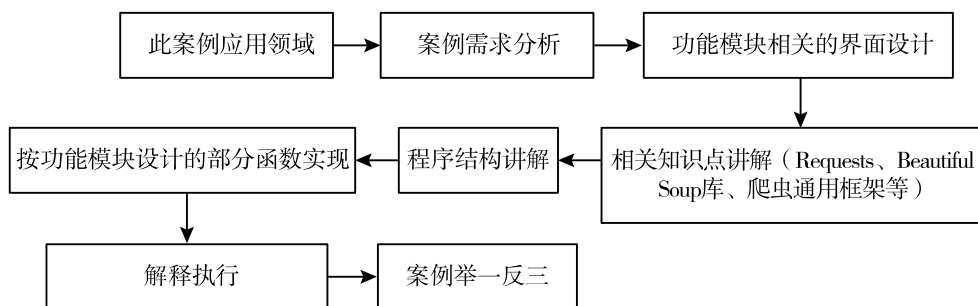 此案例应用领域
案例需求分析
功能模块相关的界面设计
相关知识点讲解（Requests、Beautiful
Soup库、爬虫通用框架等）
程序结构讲解
按功能模块设计的部分函数实现
解释执行
案例举一反三